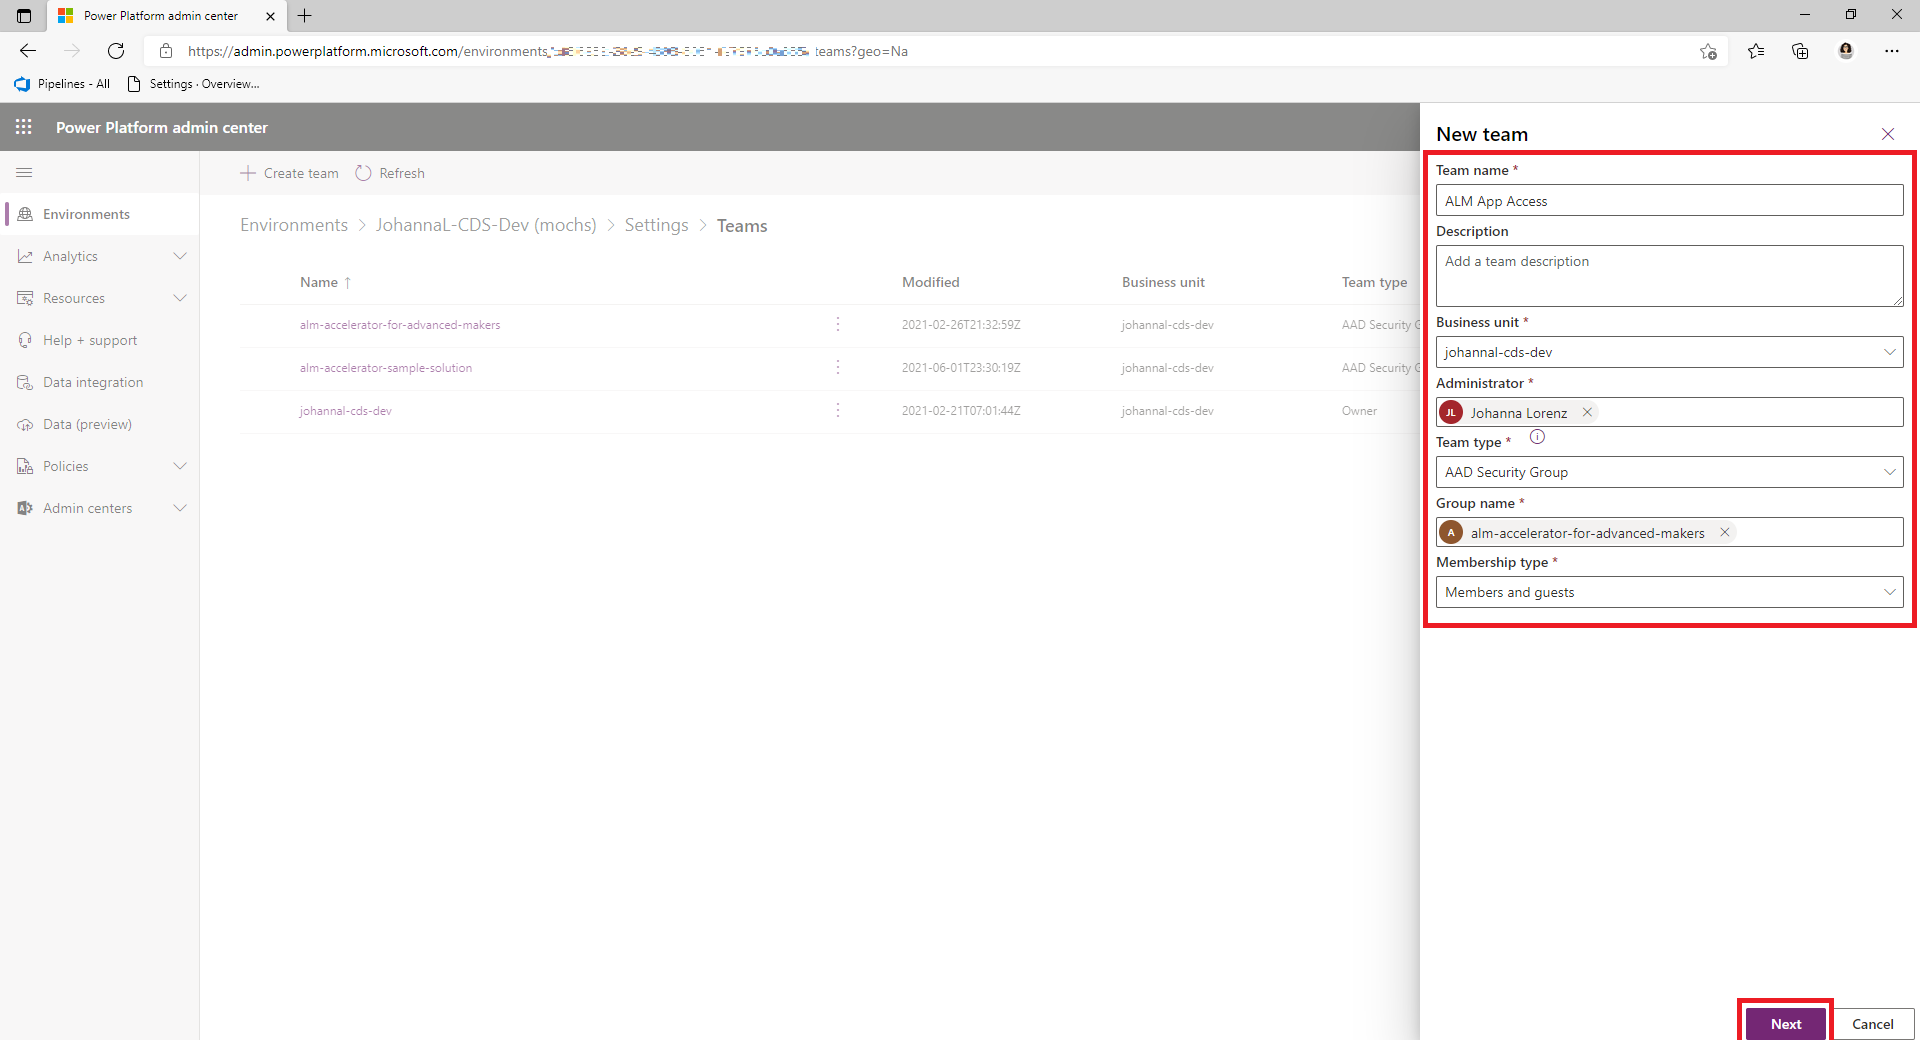 Power Platform admin center
https://admin.powerplatform.microsoft.com/environments teams?geo=Na
Pipelines - All
Settings · Overview...
Power Platform admin center
Create team
Refresh
Environments
Analytics
Resources
Help + support
Data integration
Data (preview)
Policies
Admin centers
Environments > JohannaL-CDS-Dev (mochs) > Settings > Teams
Name ↑ Modified Business unit Team type
alm-accelerator-for-advanced-makers 2021-02-26T21:32:59Z johannal-cds-dev AAD Security G
alm-accelerator-sample-solution 2021-06-01T23:30:19Z johannal-cds-dev AAD Security G
johannal-cds-dev 2021-02-21T07:01:44Z johannal-cds-dev Owner
New team
Team name *
ALM App Access
Description
Add a team description
Business unit *
johannal-cds-dev
Administrator *
JL Johanna Lorenz
Team type *
AAD Security Group
Group name *
A alm-accelerator-for-advanced-makers
Membership type *
Members and guests
Next
Cancel